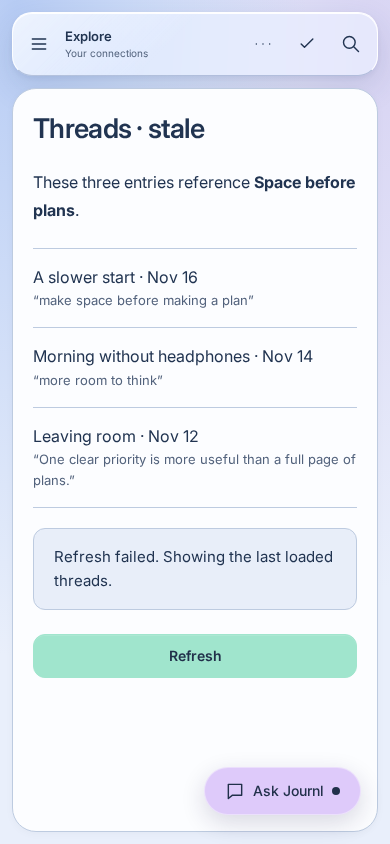 Explore
Your connections
Threads · stale
These three entries reference Space before
plans.
A slower start · Nov 16
“make space before making a plan”
Morning without headphones · Nov 14
“more room to think”
Leaving room · Nov 12
“One clear priority is more useful than a full page of
plans.”
Refresh failed. Showing the last loaded
threads.
Refresh
Ask Journl